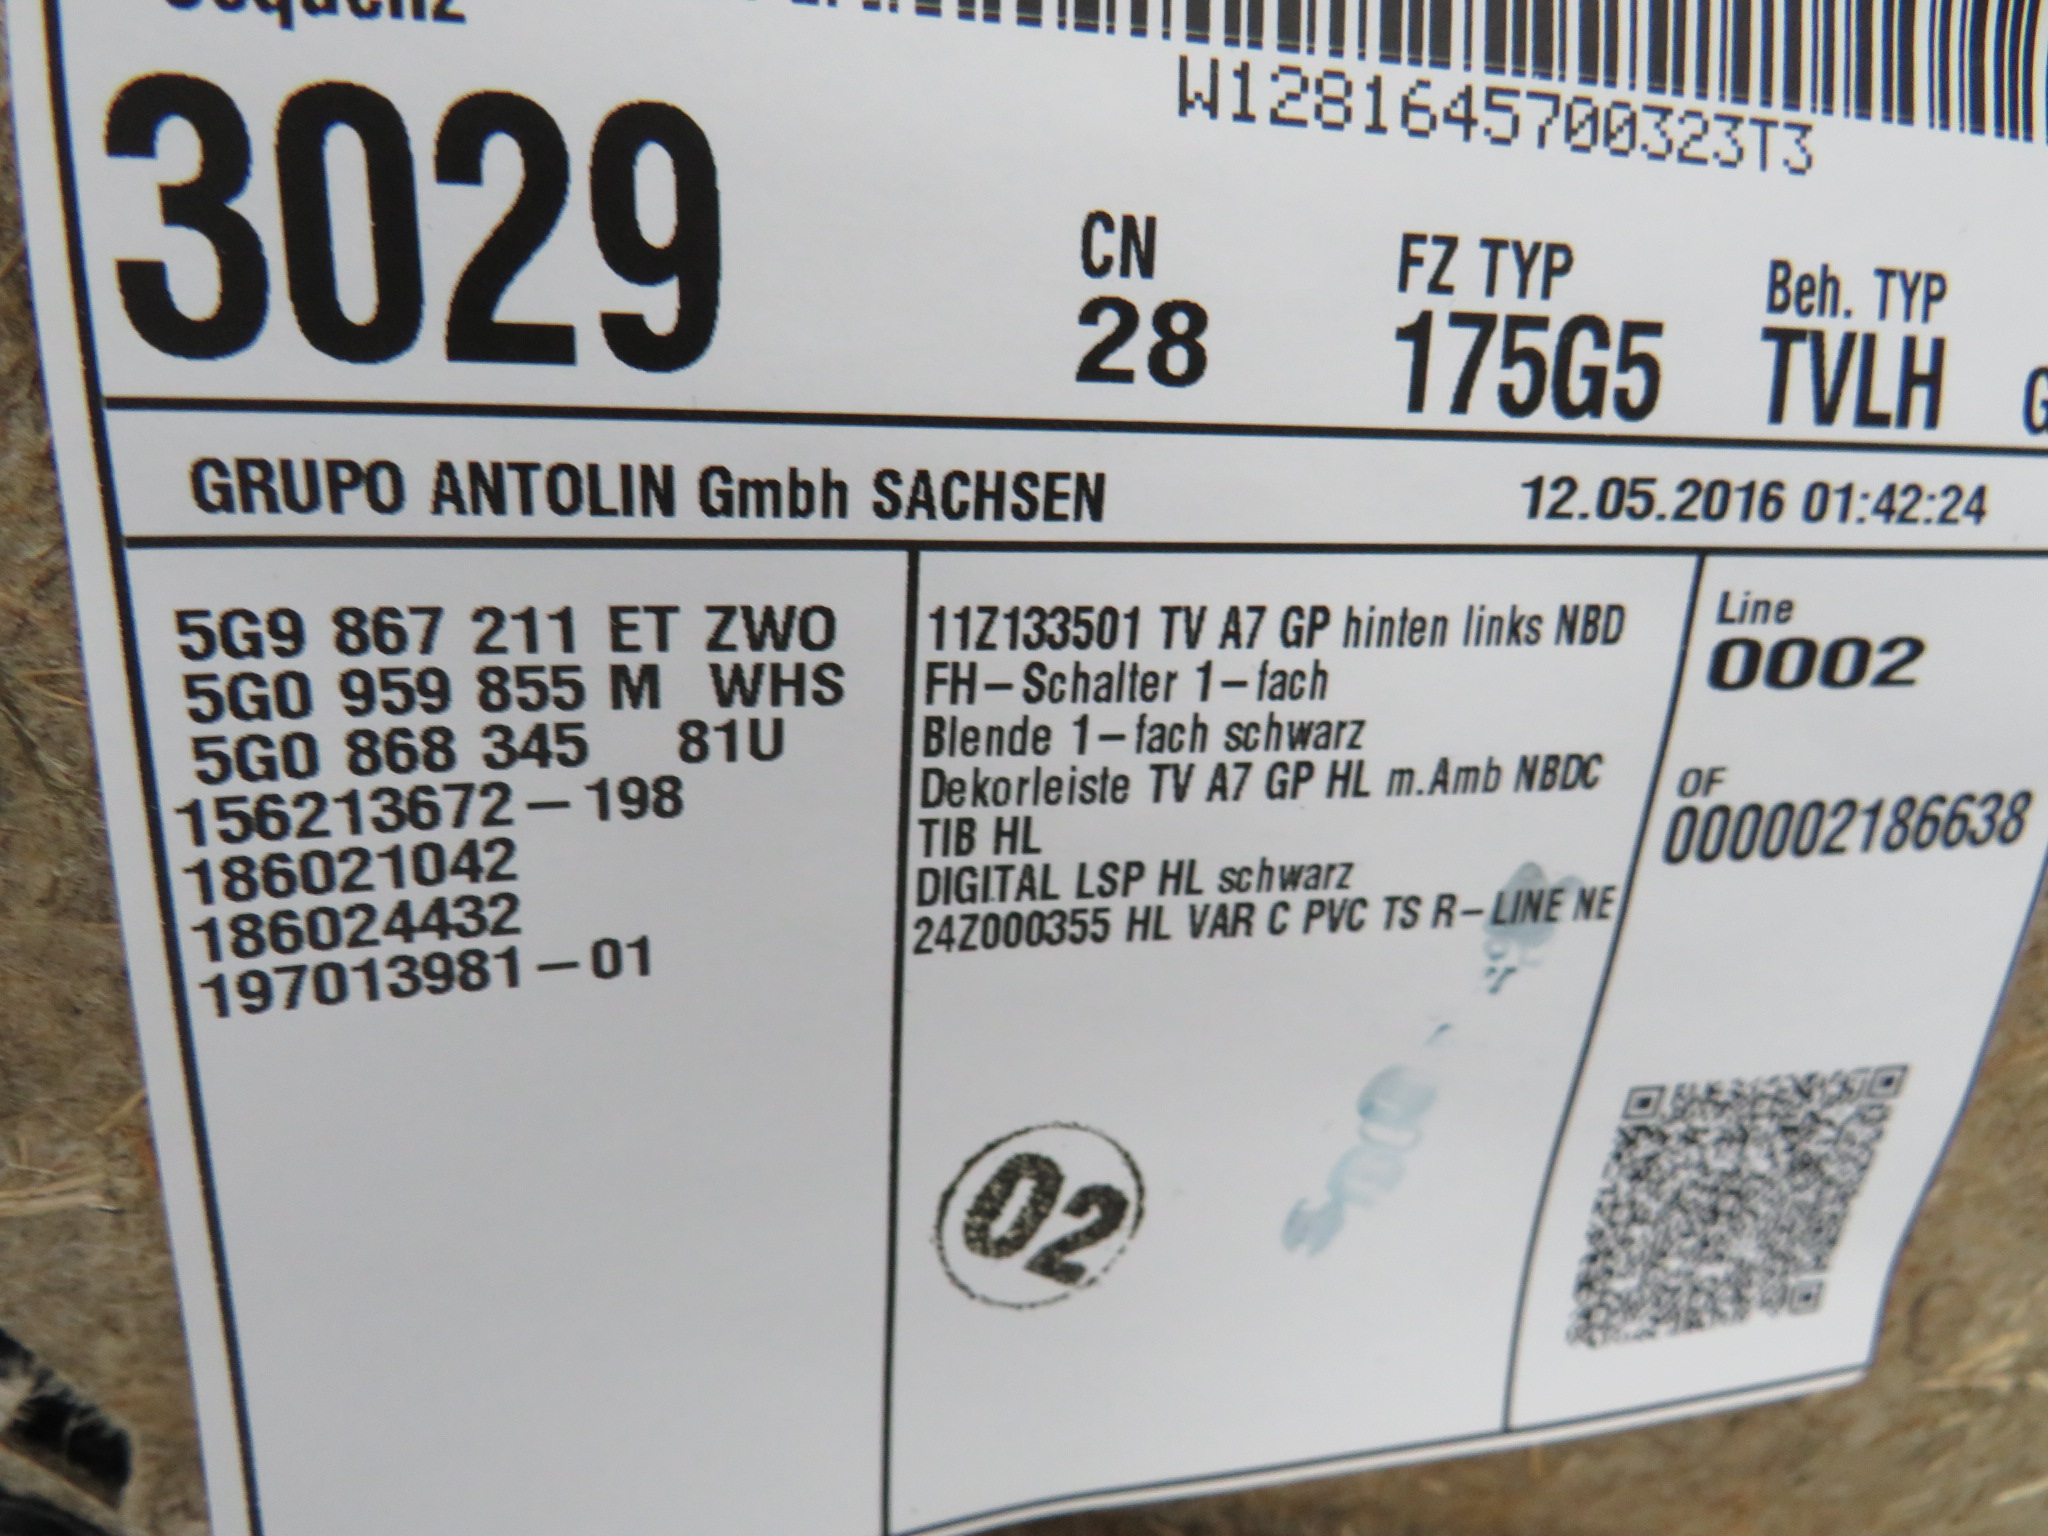 Sequenz
W1281645700323T3
3029
CN
28
FZ TYP
175G5
Beh. TYP
TVLH
GRUPO ANTOLIN Gmbh SACHSEN
12.05.2016 01:42:24
5G9 867 211 ET ZWO
5G0 959 855 M WHS
5G0 868 345 81U
156213672-198
186021042
186024432
197013981-01
11Z133501 TV A7 GP hinten links NBD
FH-Schalter 1-fach
Blende 1-fach schwarz
Dekorleiste TV A7 GP HL m.Amb NBDC
TIB HL
DIGITAL LSP HL schwarz
24Z000355 HL VAR C PVC TS R-LINE NE
02
Line
0002
OF
000002186638